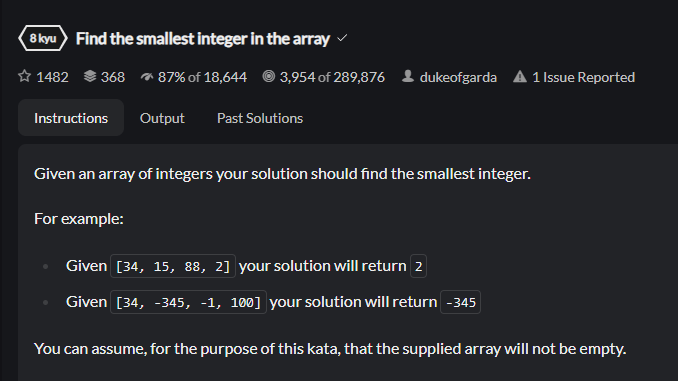 8 kyu Find the smallest integer in the array
1482 368 87% of 18,644 3,954 of 289,876 dukeofgarda 1 Issue Reported
Instructions Output Past Solutions
Given an array of integers your solution should find the smallest integer.
For example:
Given [34, 15, 88, 2] your solution will return 2
Given [34, -345, -1, 100] your solution will return -345
You can assume, for the purpose of this kata, that the supplied array will not be empty.